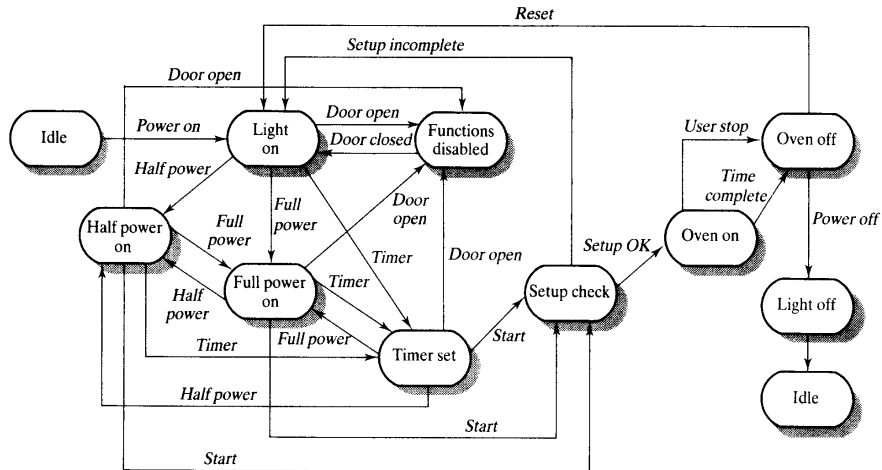 Reset
Setup incomplete
Door open
Door open
Power on
Idle
Light
on
Functions
disabled
Door closed
User stop
Oven off
Half power
Time
complete
Half power
on
Full
power
Full
power
Door
open
Power off
Oven on
Setup OK
Door open
Timer
Full power
on
Timer
Setup check
Light off
Half
power
Full power
Start
Timer
Timer set
Half power
Idle
Start
Start